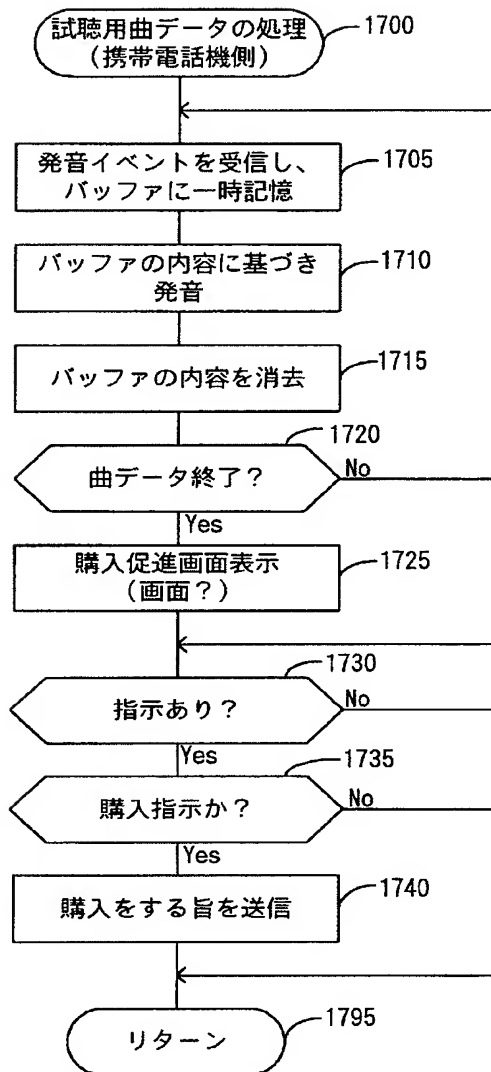 試聴用曲データの処理
(携帯電話機側)
1700
発音イベントを受信し、
バッファに一時記憶
1705
バッファの内容に基づき
発音
1710
バッファの内容を消去
1715
1720
曲データ終了?
No
Yes
購入促進画面表示
(画面?)
1725
1730
指示あり?
No
Yes
1735
購入指示か?
No
Yes
購入をする旨を送信
1740
リターン
1795